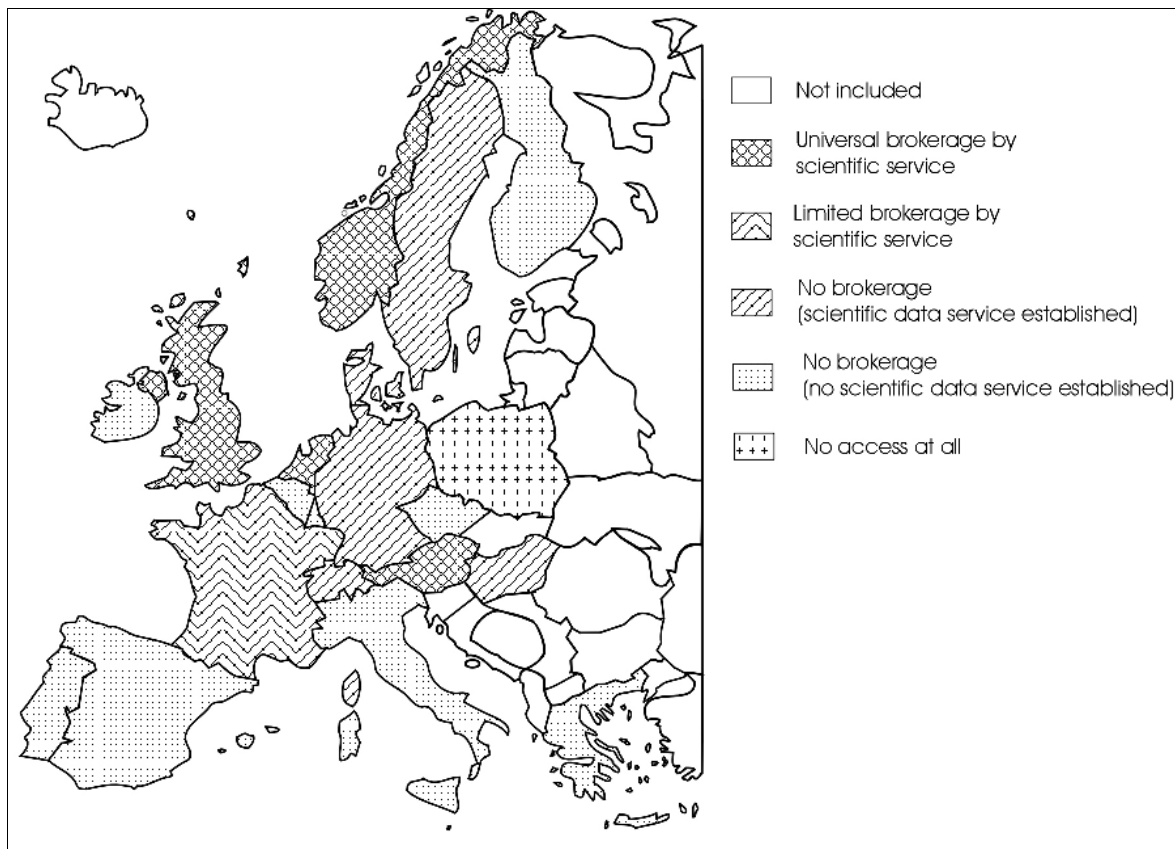 Not included
Universal brokerage by
scientific service
Limited brokerage by
scientific service
No brokerage
(scientific data service established)
No brokerage
(no scientific data service established)
No access at all